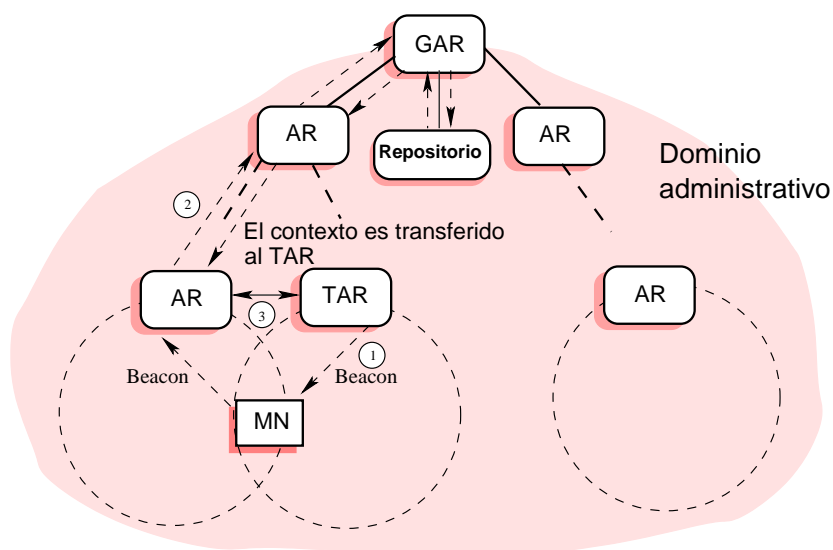 GAR
AR
Repositorio
AR
Dominio
administrativo
2
El contexto es transferido
al TAR
AR
TAR
AR
3
1
Beacon
Beacon
MN